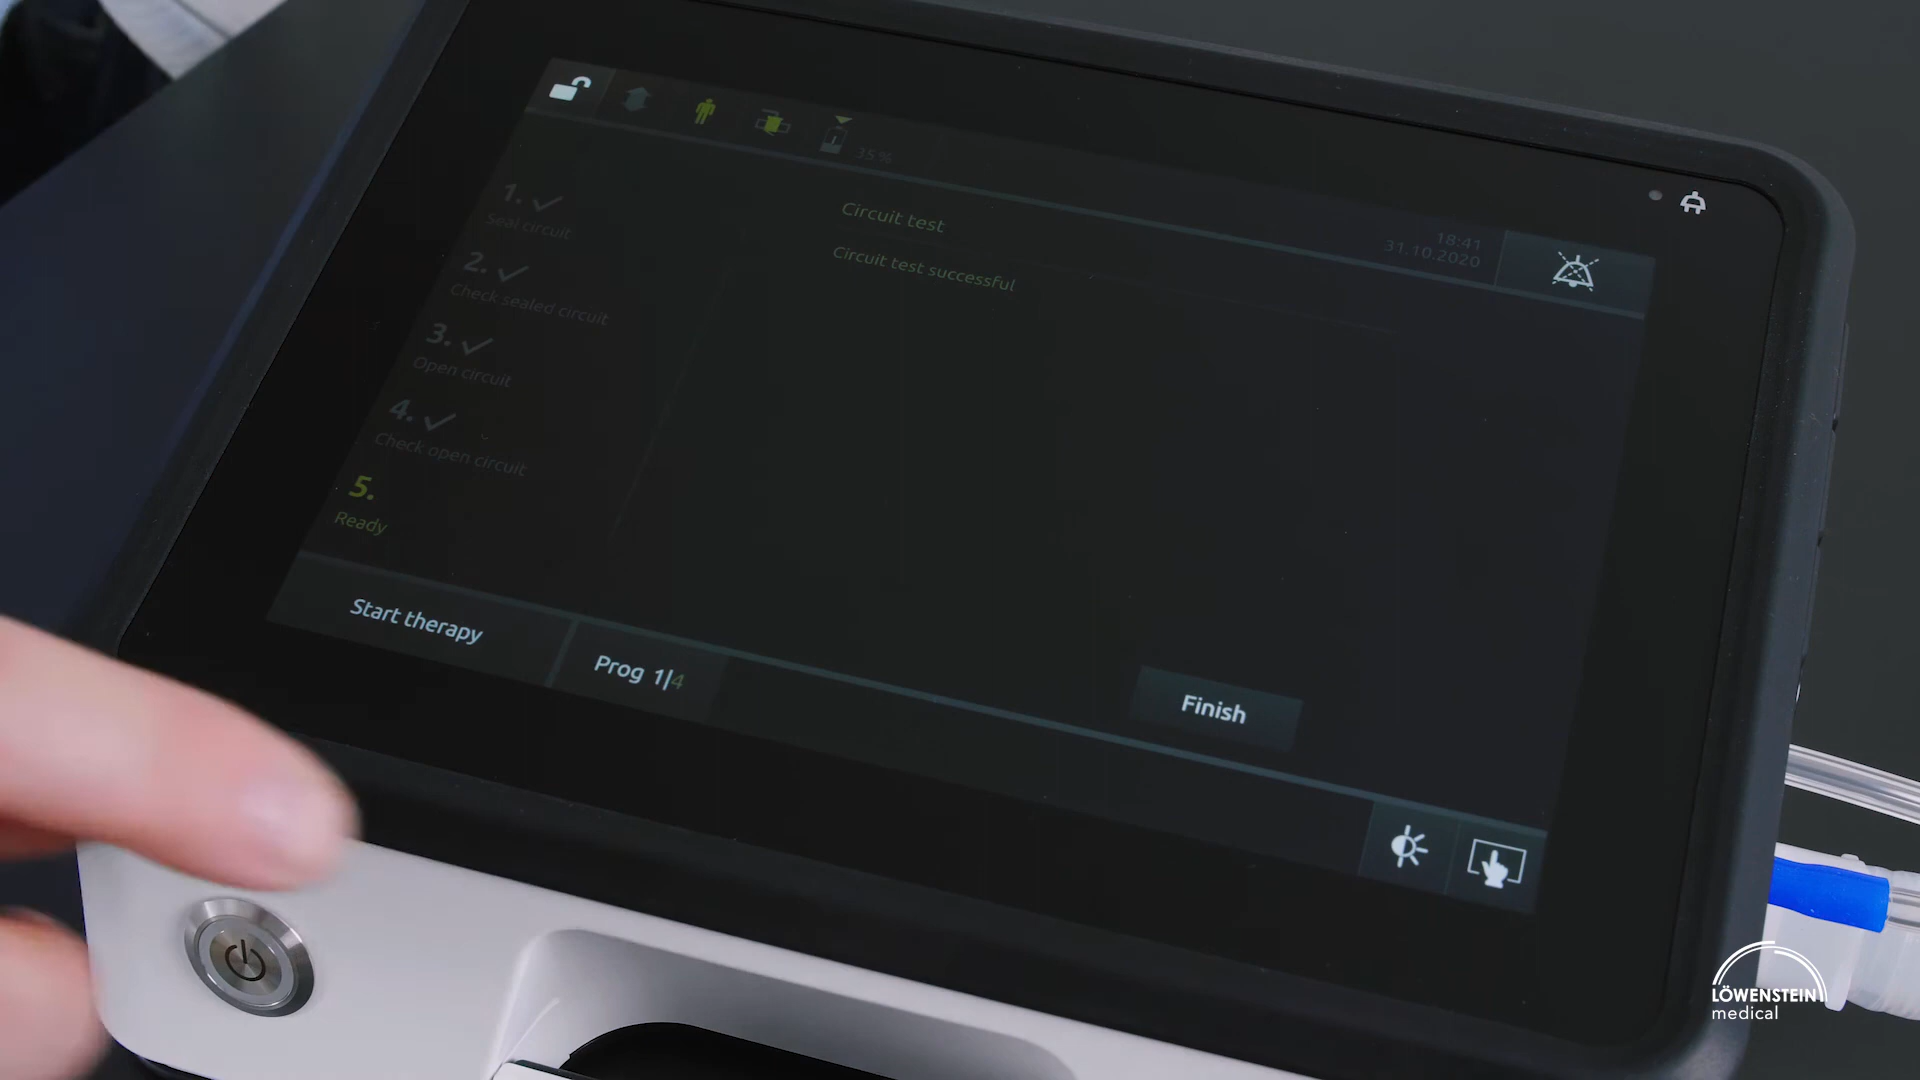 35 %
18:41
31.10.2020
1.
Seal circuit
2.
Check sealed circuit
3.
Open circuit
4.
Check open circuit
5.
Ready
Circuit test
Circuit test successful
Start therapy
Prog 1|4
Finish
LÖWENSTEIN
medical